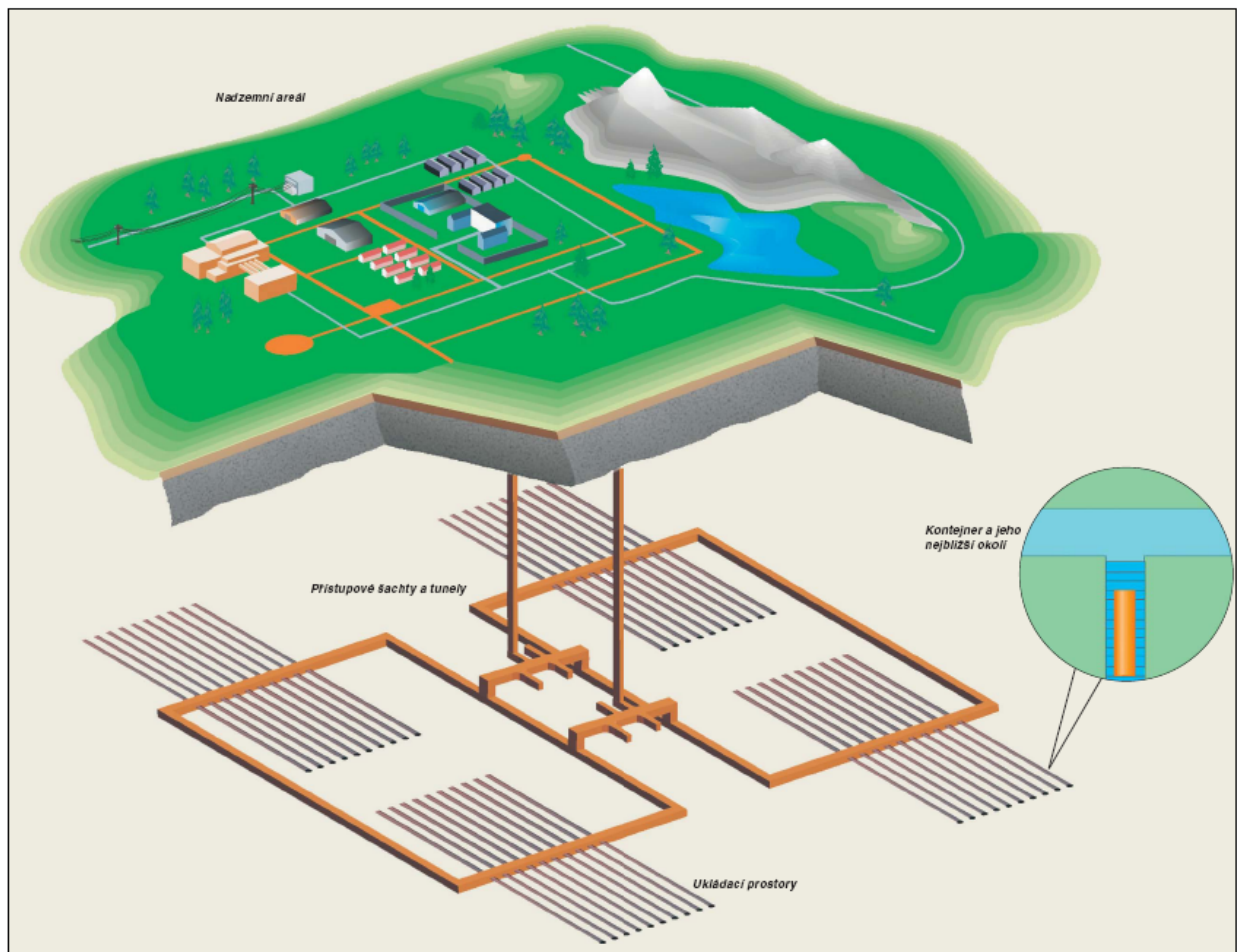 Nadzemní areál
Kontejner a jeho
nejbližší okolí
Přístupové šachty a tunely
Ukládací prostory